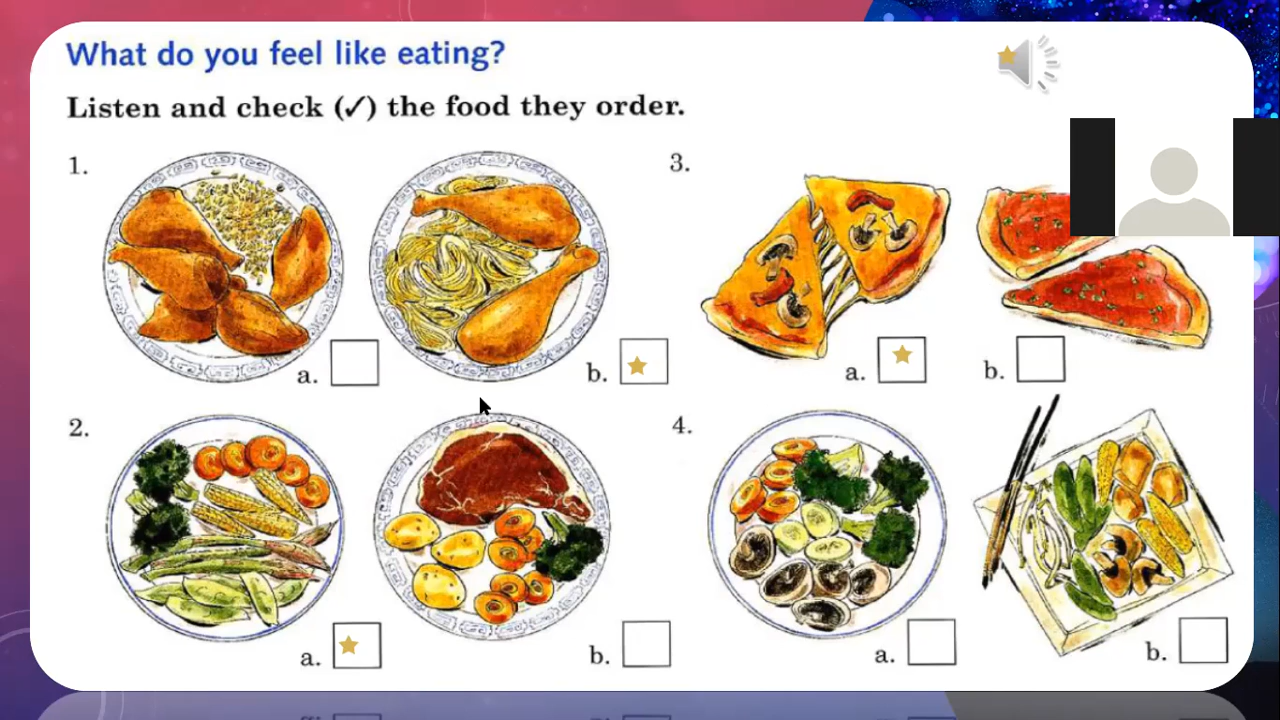 What do you feel like eating?
Listen and check (✓) the food they order.
1.
a.
b.
3.
a.
b.
2.
a.
b.
4.
a.
b.